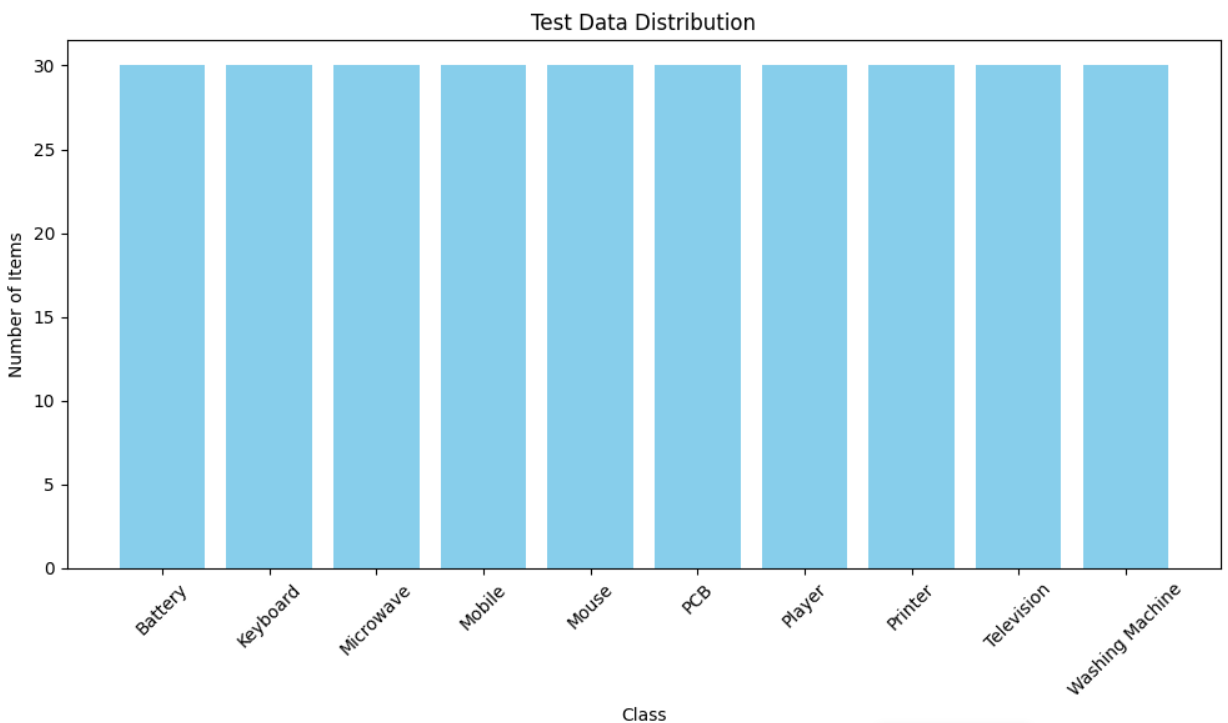 Test Data Distribution
Number of Items
30
25
20
15
10
5
0
Battery
Keyboard
Microwave
Mobile
Mouse
PCB
Player
Printer
Television
Washing Machine
Class